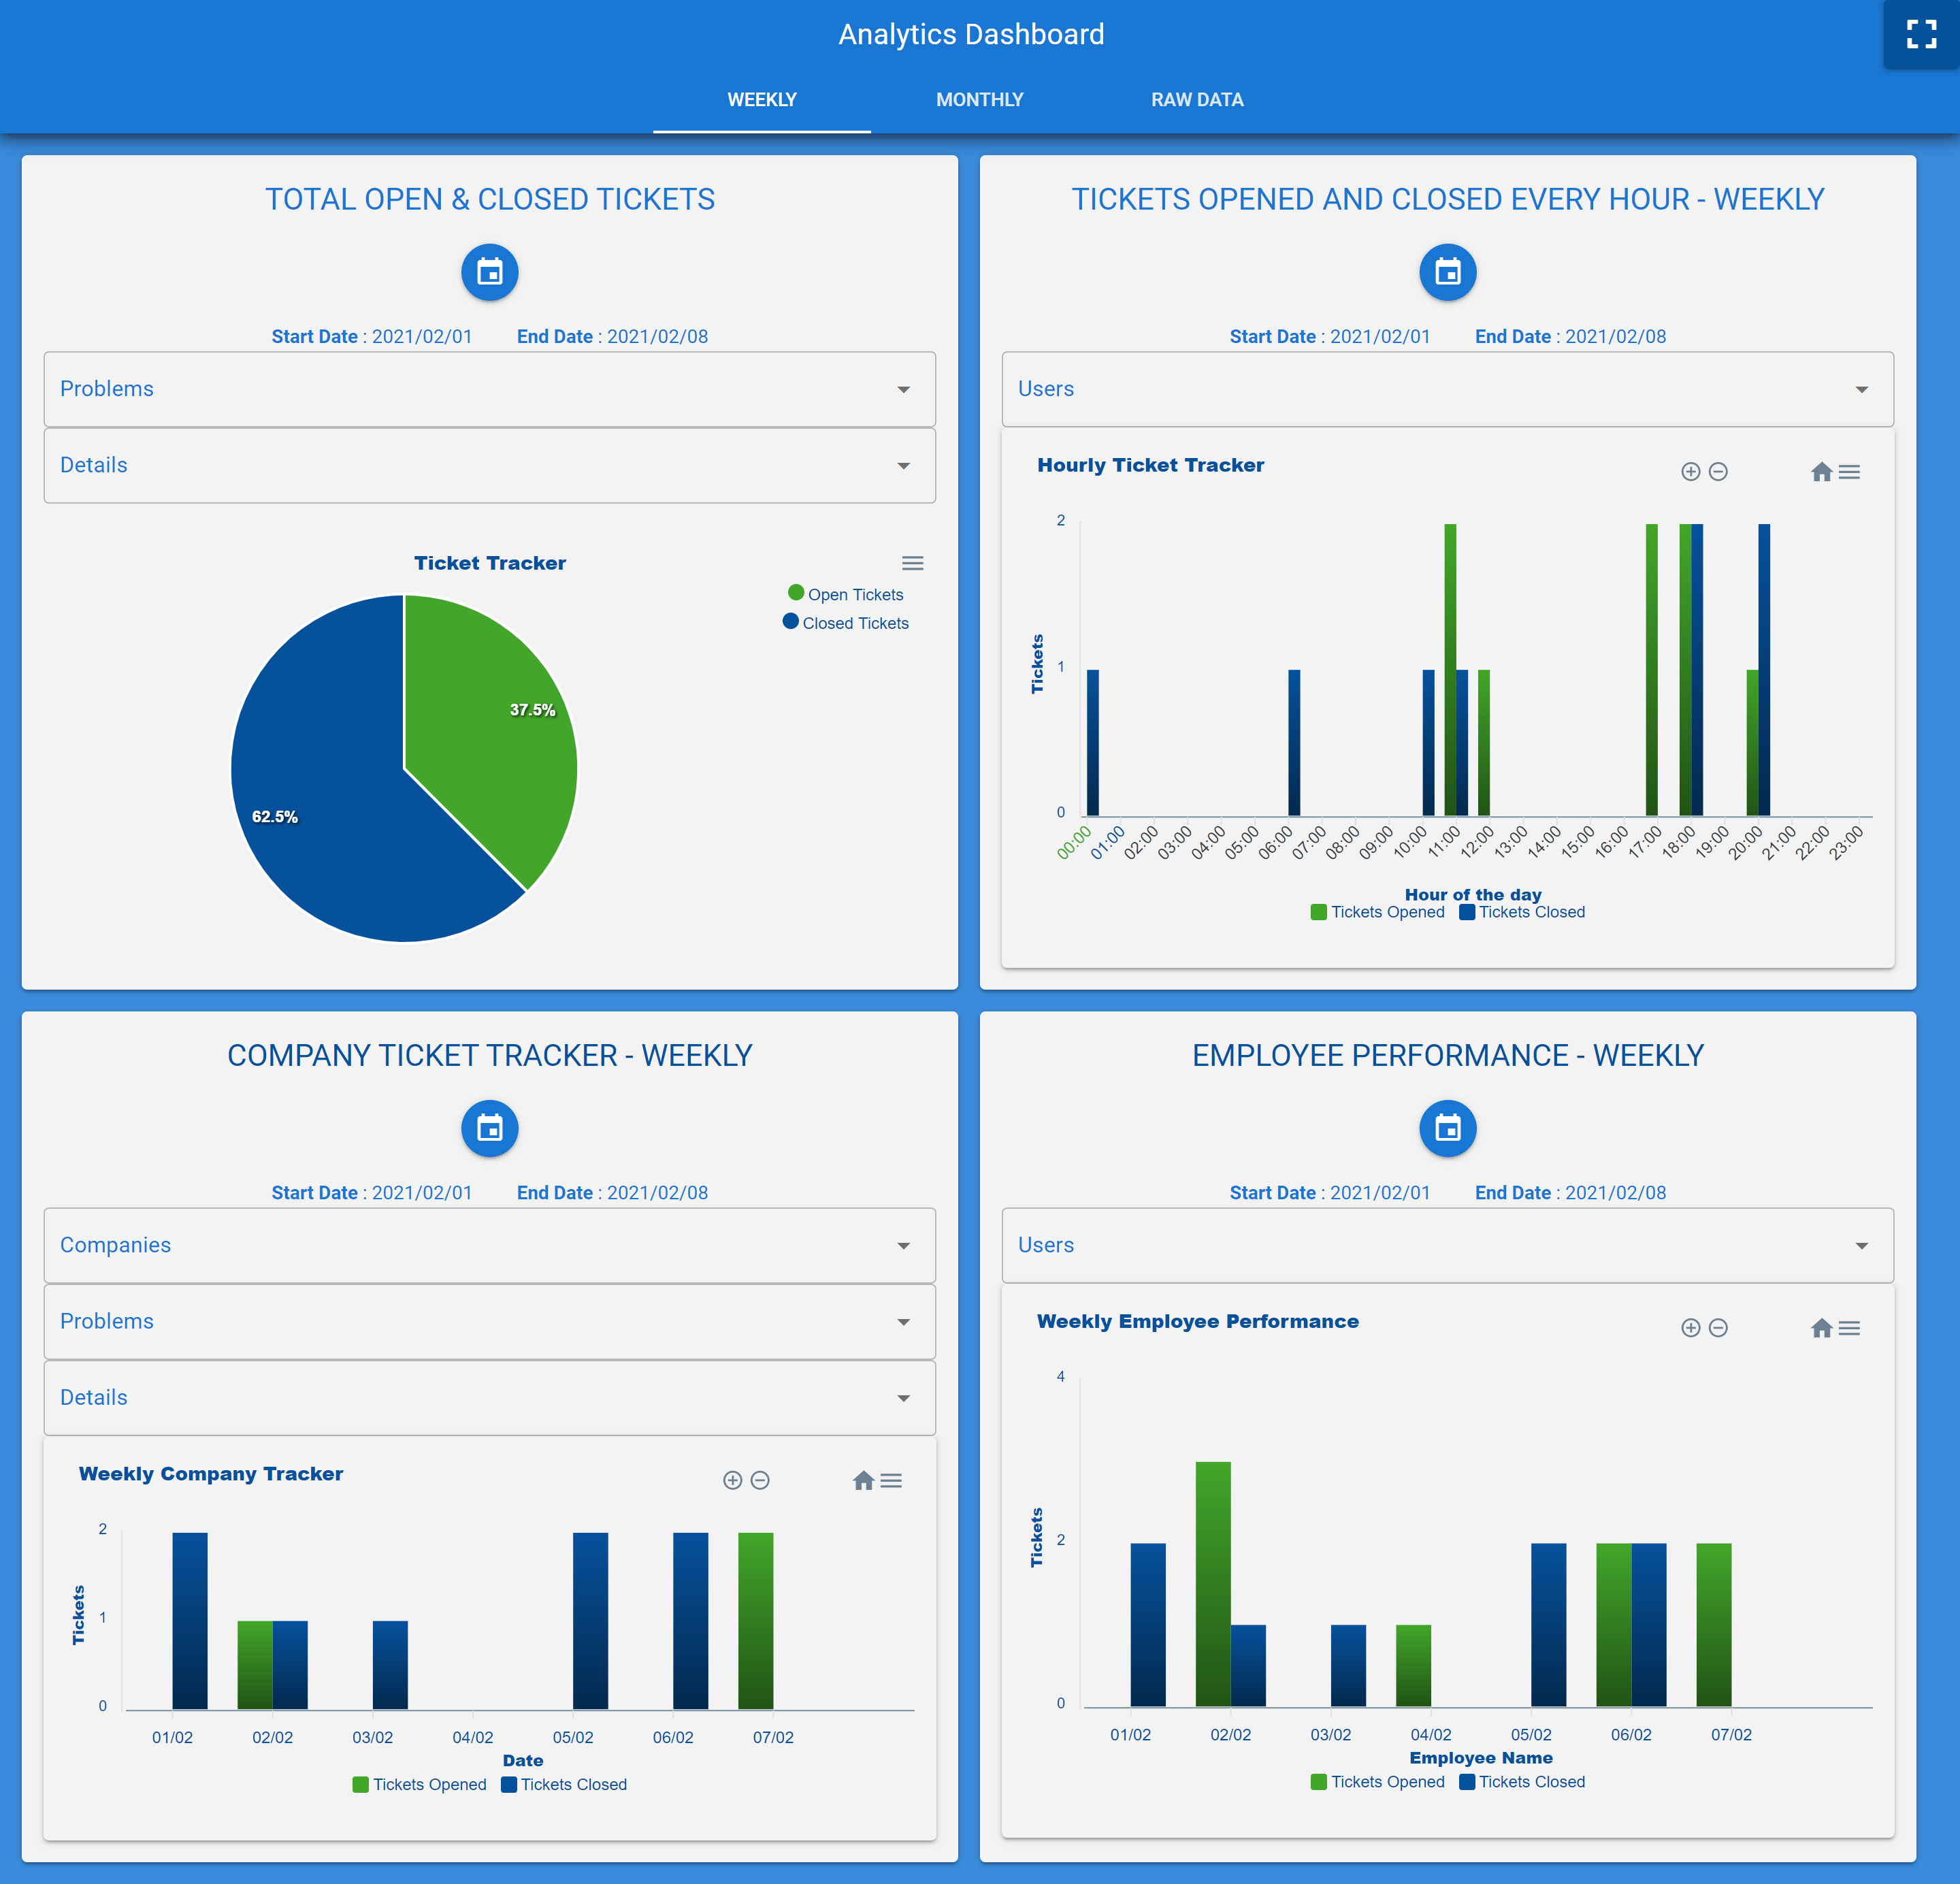 Analytics Dashboard
WEEKLY MONTHLY RAW DATA
TOTAL OPEN & CLOSED TICKETS
Start Date : 2021/02/01 End Date : 2021/02/08
Problems
Details
Ticket Tracker
Open Tickets
Closed Tickets
37.5%
62.5%
TICKETS OPENED AND CLOSED EVERY HOUR - WEEKLY
Start Date : 2021/02/01 End Date : 2021/02/08
Users
Hourly Ticket Tracker
2
1
0
Tickets
00:00 01:00 02:00 03:00 04:00 05:00 06:00 07:00 08:00 09:00 10:00 11:00 12:00 13:00 14:00 15:00 16:00 17:00 18:00 19:00 20:00 21:00 22:00 23:00
Hour of the day
Tickets Opened Tickets Closed
COMPANY TICKET TRACKER - WEEKLY
Start Date : 2021/02/01 End Date : 2021/02/08
Companies
Problems
Details
Weekly Company Tracker
2
1
0
Tickets
01/02 02/02 03/02 04/02 05/02 06/02 07/02
Date
Tickets Opened Tickets Closed
EMPLOYEE PERFORMANCE - WEEKLY
Start Date : 2021/02/01 End Date : 2021/02/08
Users
Weekly Employee Performance
4
2
0
Tickets
01/02 02/02 03/02 04/02 05/02 06/02 07/02
Employee Name
Tickets Opened Tickets Closed